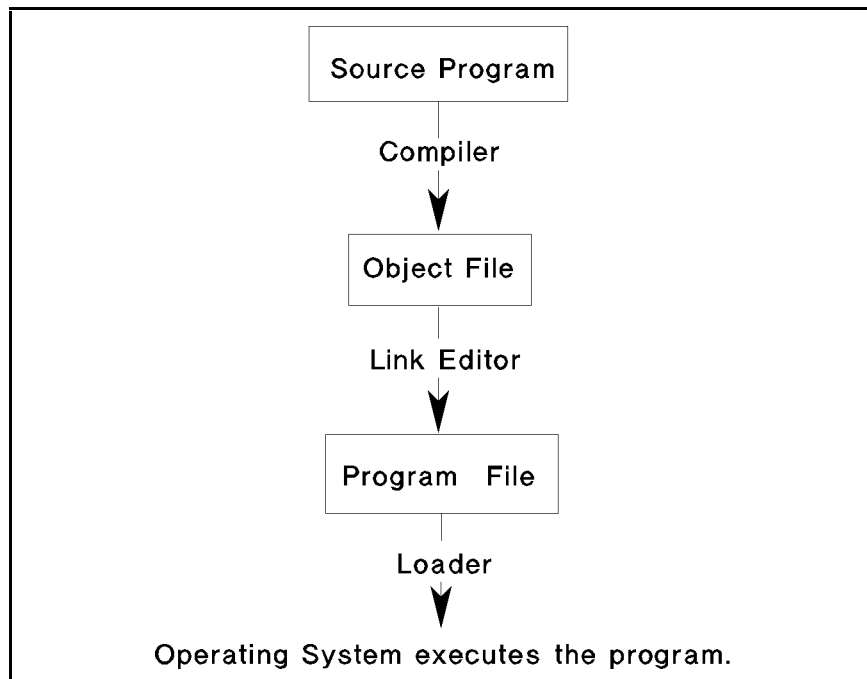 Source Program
Compiler
Object File
Link Editor
Program File
Loader
Operating System executes the program.